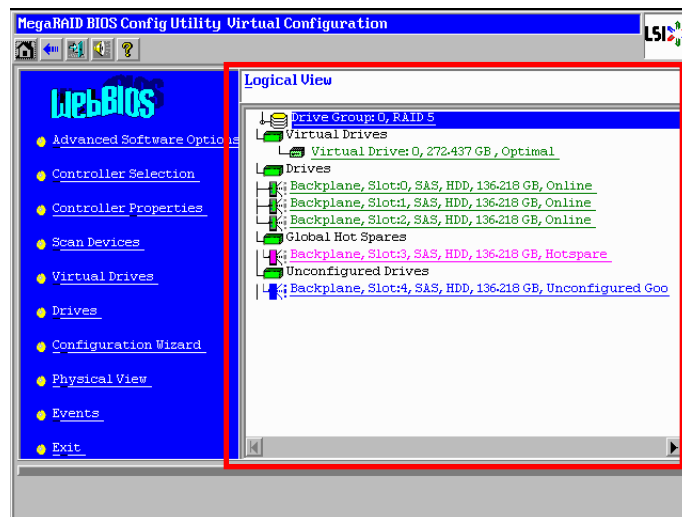 MegaRAID BIOS Config Utility Virtual Configuration
LSI
?
WebBIOS
Advanced Software Options
Controller Selection
Controller Properties
Scan Devices
Virtual Drives
Drives
Configuration Wizard
Physical View
Events
Exit
Logical View
Drive Group: 0, RAID 5
Virtual Drives
Virtual Drive: 0, 272.437 GB, Optimal
Drives
Backplane, Slot:0, SAS, HDD, 136.218 GB, Online
Backplane, Slot:1, SAS, HDD, 136.218 GB, Online
Backplane, Slot:2, SAS, HDD, 136.218 GB, Online
Global Hot Spares
Backplane, Slot:3, SAS, HDD, 136.218 GB, Hotspare
Unconfigured Drives
Backplane, Slot:4, SAS, HDD, 136.218 GB, Unconfigured Goo